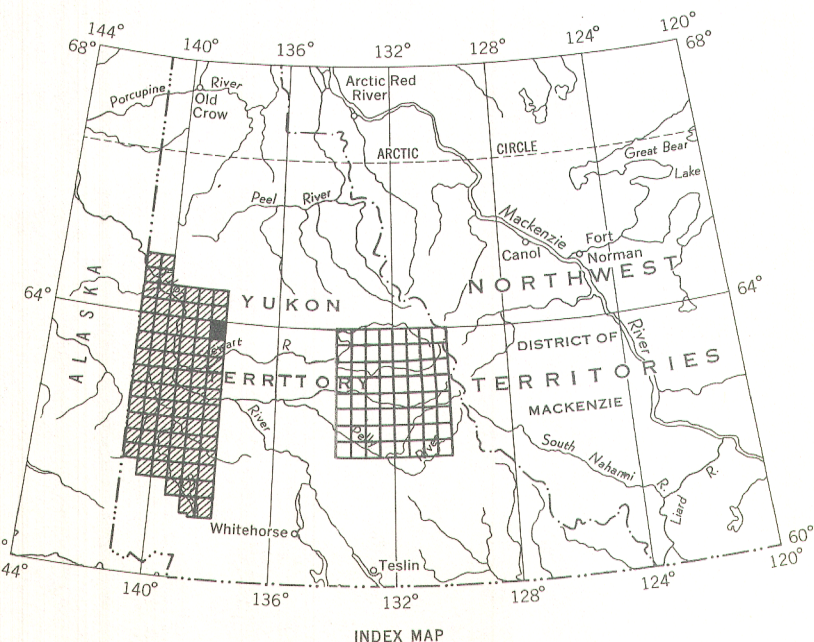 144°
140°
136°
132°
128°
124°
120°
68°
68°
Porcupine River
Old
Crow
Arctic Red
River
ARCTIC CIRCLE
Great Bear
Lake
Peel River
Mackenzie
Fort
Norman
Canol
NORTHWEST
64°
64°
YUKON
ALASKA
R
River
DISTRICT OF
ERRTTORY
TERRITORIES
MACKENZIE
River
Pelly
River
South Nahanni R.
Liard R.
Whitehorse
Teslin
60°
44°
140°
136°
132°
128°
124°
120°
INDEX MAP